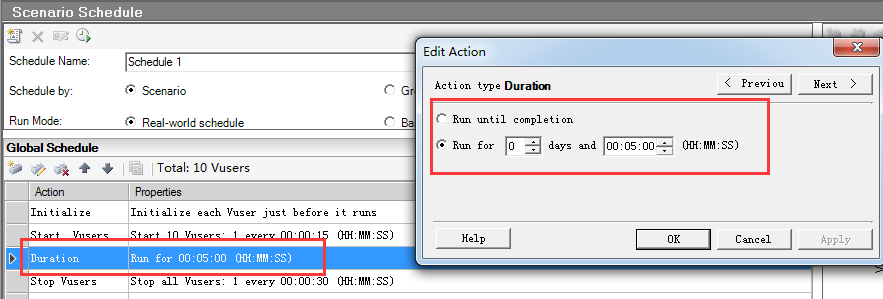 Scenario Schedule
Schedule Name: Schedule 1
Schedule by: Scenario Gr
Run Mode: Real-world schedule Ba
Global Schedule
Total: 10 Vusers
Action Properties
Initialize Initialize each Vuser just before it runs
Start Vusers Start 10 Vusers: 1 every 00:00:15 (HH:MM:SS)
Duration Run for 00:05:00 (HH:MM:SS)
Stop Vusers Stop all Vusers: 1 every 00:00:30 (HH:MM:SS)
Edit Action
Action type Duration < Previou Next >
Run until completion
Run for 0 days and 00:05:00 (HH:MM:SS)
Help OK Cancel Apply